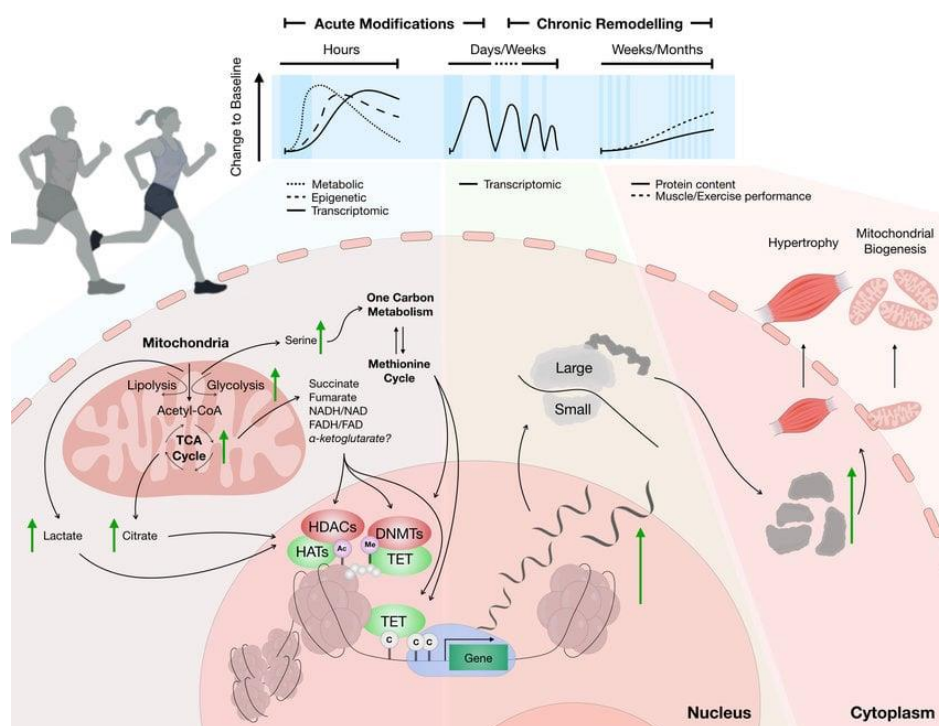 Acute Modifications
Chronic Remodelling
Hours
Days/Weeks
Weeks/Months
Change to Baseline
Metabolic
Epigenetic
Transcriptomic
Transcriptomic
Protein content
Muscle/Exercise performance
Hypertrophy
Mitochondrial
Biogenesis
One Carbon
Metabolism
Serine
Methionine
Cycle
Mitochondria
Lipolysis
Glycolysis
Acetyl-CoA
TCA
Cycle
Succinate
Fumarate
NADH/NAD
FADH/FAD
α-ketoglutarate?
Large
Small
Lactate
Citrate
HDACs
DNMTs
HATs
Ac
Me
TET
TET
C
C
C
Gene
Nucleus
Cytoplasm